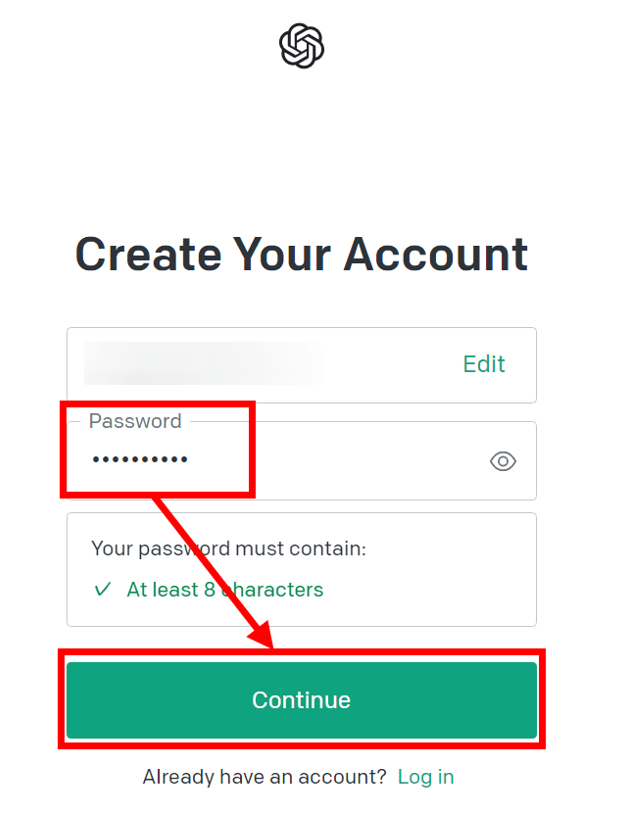 Create Your Account
Edit
Password
••••••••••
Your password must contain:
✓ At least 8 characters
Continue
Already have an account? Log in